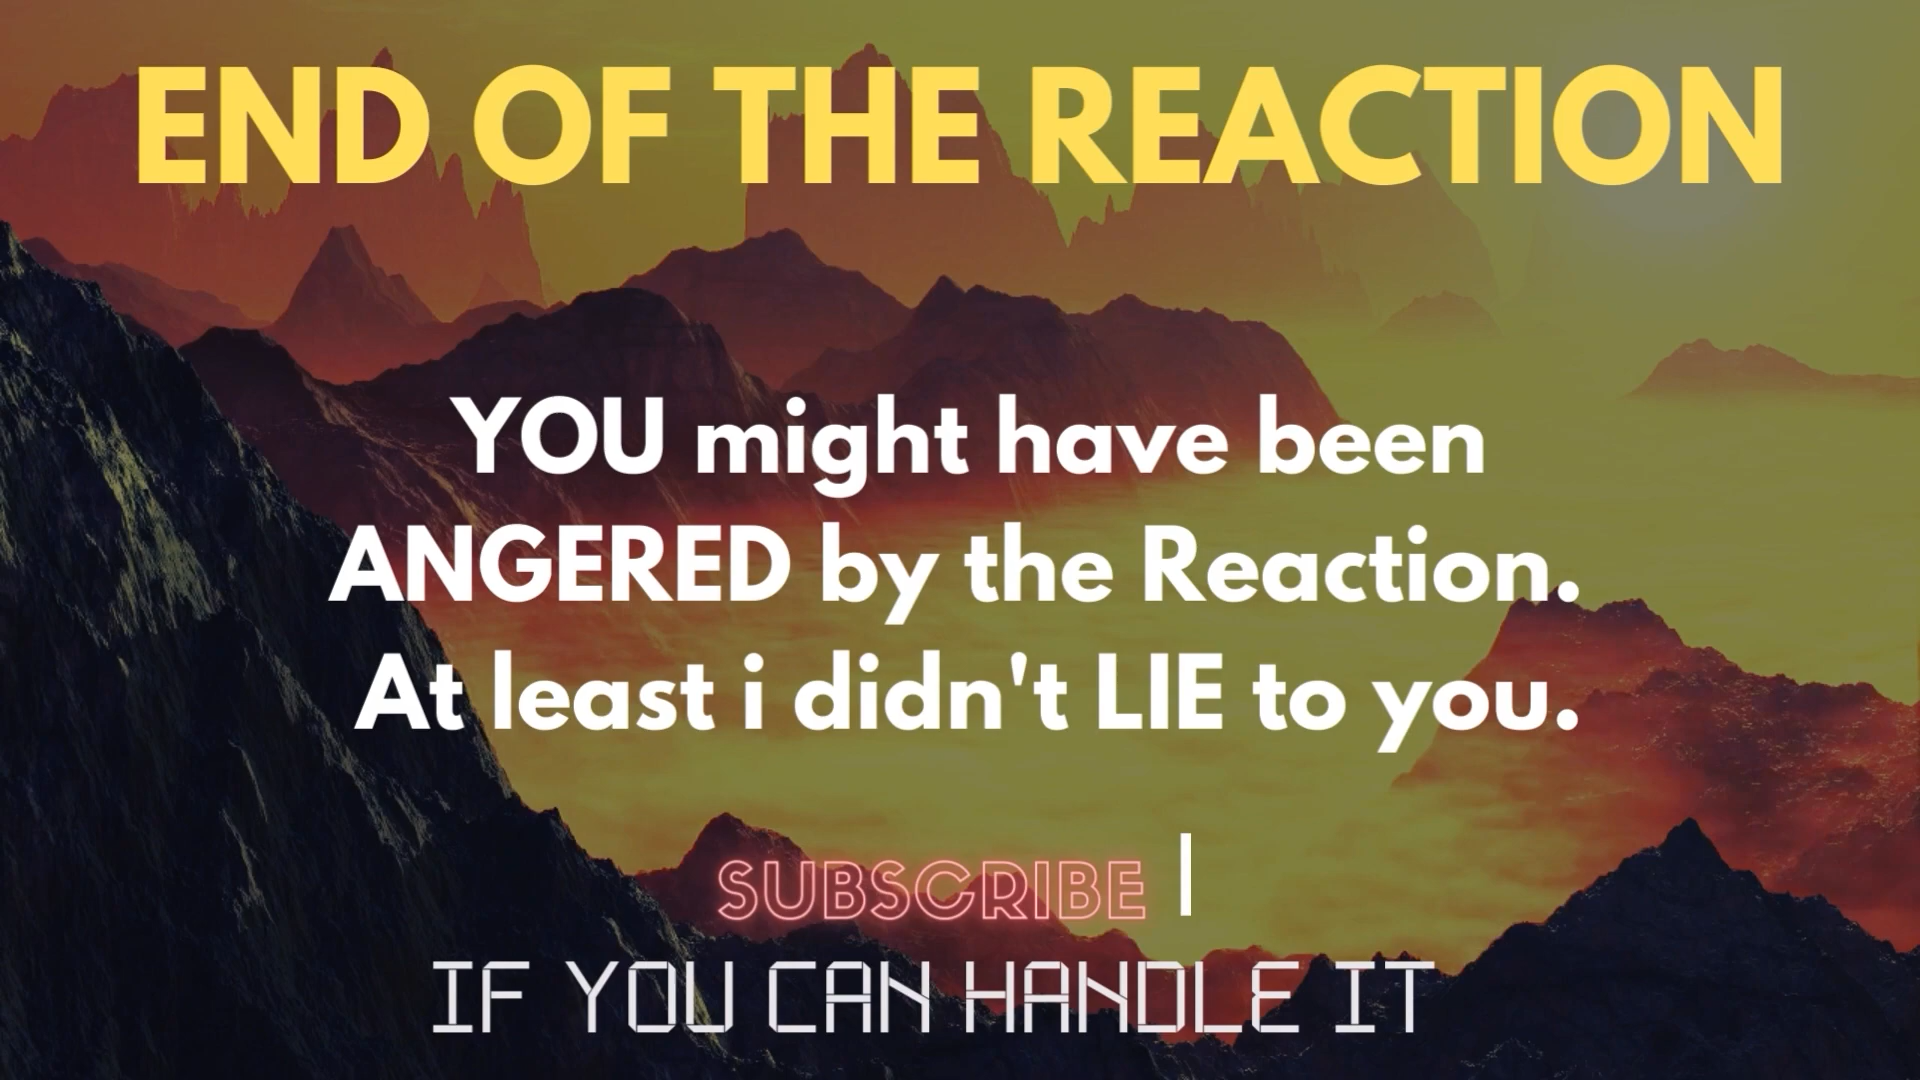 END OF THE REACTION
YOU might have been
ANGERED by the Reaction.
At least i didn't LIE to you.
SUBSCRIBE |
IF YOU CAN HANDLE IT